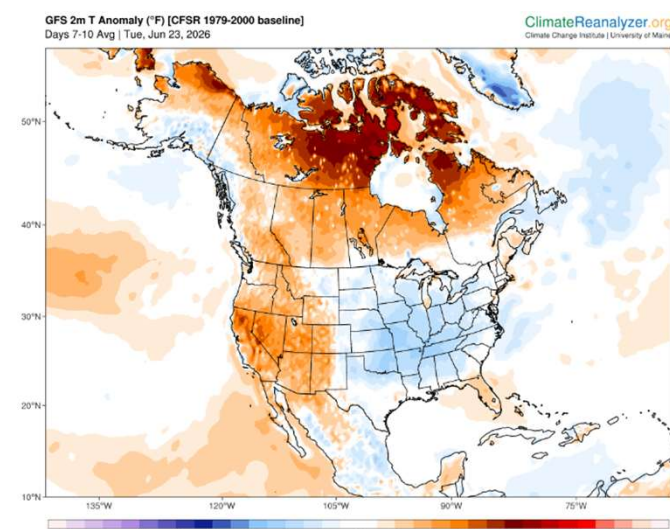 GFS 2m T Anomaly (°F) [CFSR 1979-2000 baseline]
Days 7-10 Avg | Tue, Jun 23, 2026
ClimateReanalyzer.org
Climate Change Institute | University of Maine
50°N
40°N
30°N
20°N
10°N
135°W
120°W
105°W
90°W
75°W